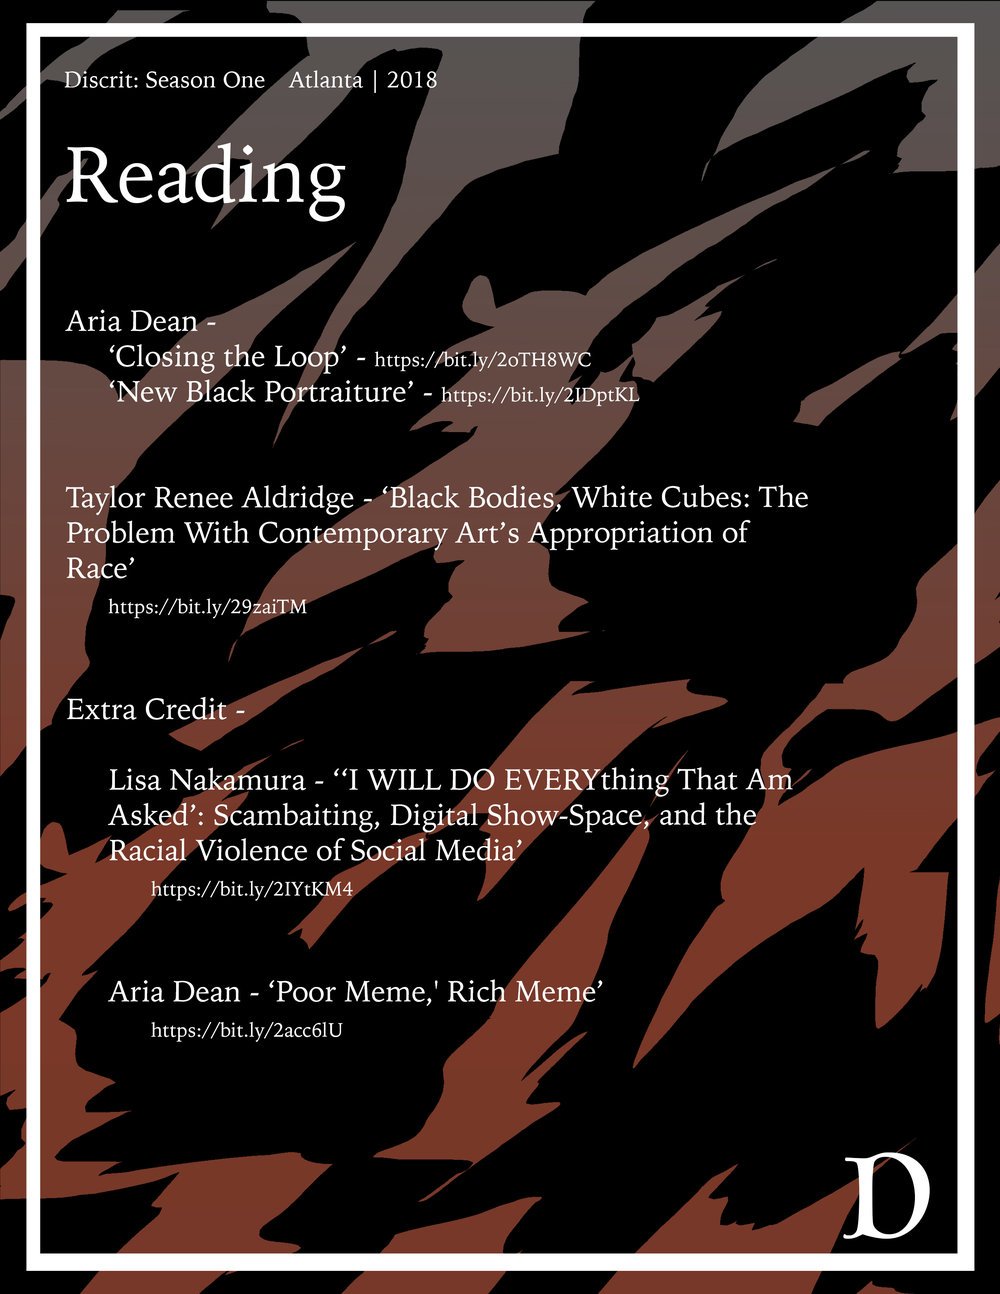 Discrit: Season One Atlanta | 2018
Reading
Aria Dean -
‘Closing the Loop’ - https://bit.ly/2oTH8WC
‘New Black Portraiture’ - https://bit.ly/2IDptKL
Taylor Renee Aldridge - ‘Black Bodies, White Cubes: The
Problem With Contemporary Art’s Appropriation of
Race’
https://bit.ly/29zaiTM
Extra Credit -
Lisa Nakamura - ‘‘I WILL DO EVERYthing That Am
Asked’: Scambaiting, Digital Show-Space, and the
Racial Violence of Social Media’
https://bit.ly/2IYtKM4
Aria Dean - ‘Poor Meme,' Rich Meme’
https://bit.ly/2acc6lU
D